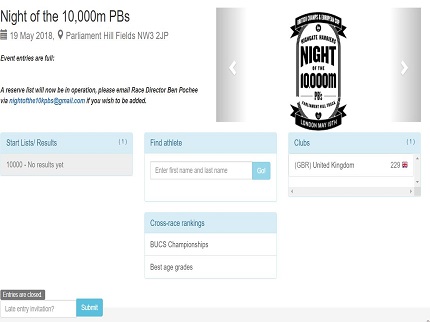 Night of the 10,000m PBs
19 May 2018, Parliament Hill Fields NW3 2JP
Event entries are full:
A reserve list will now be in operation, please email Race Director Ben Pochee
via nightofthe10kpbs@gmail.com if you wish to be added.
HIGHGATE HARRIERS
NIGHT
OF THE
10000m
PBs
PARLIAMENT HILL FIELDS
LONDON MAY 19TH
Start Lists/ Results (1)
10000 - No results yet
Find athlete
Enter first name and last name Go!
Clubs (1)
(GBR) United Kingdom 229
Cross-race rankings
BUCS Championships
Best age grades
Entries are closed
Late entry invitation? Submit